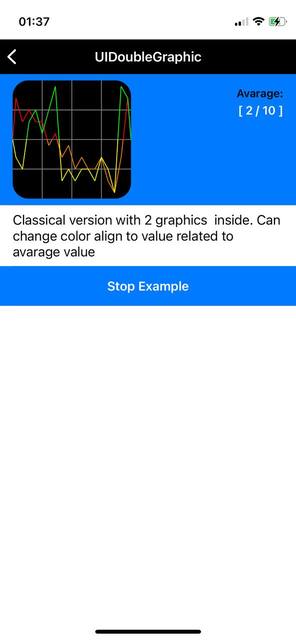 01:37
UIDoubleGraphic
Avarage:
[ 2 / 10 ]
Classical version with 2 graphics  inside. Can
change color align to value related to
avarage value
Stop Example